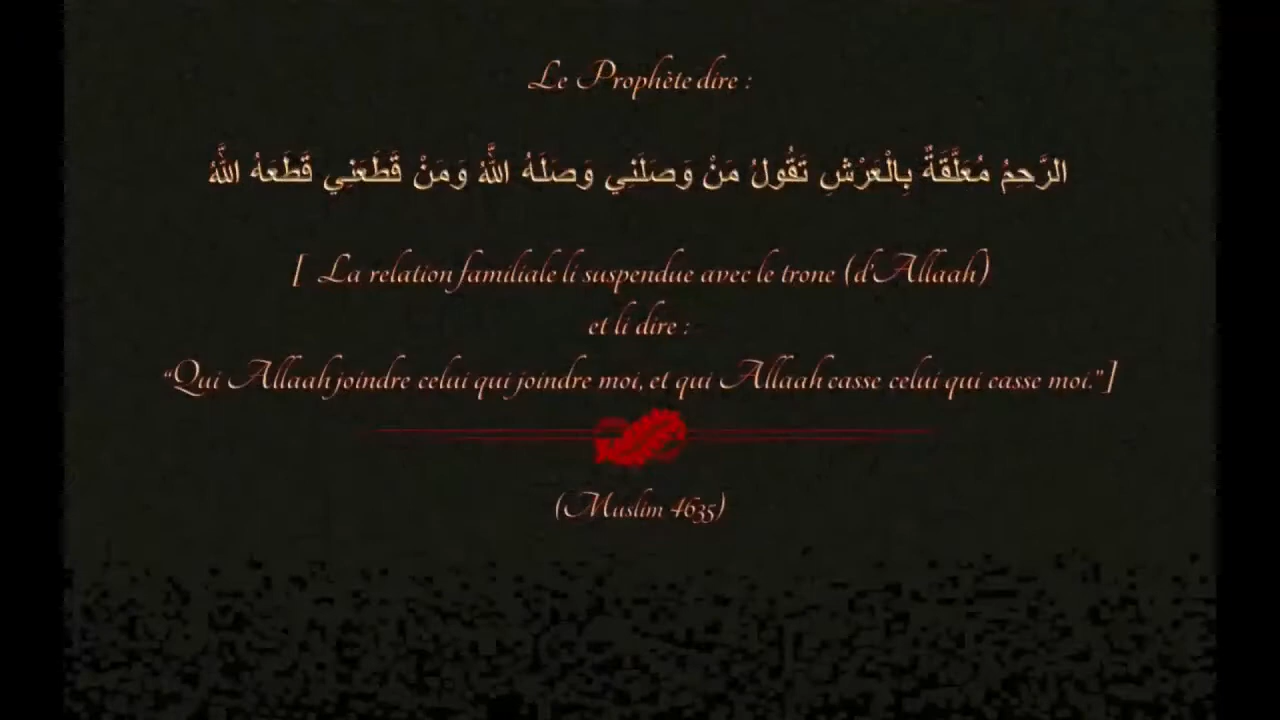 Le Prophète dire :
الرَّحِمُ مُعَلَّقَةٌ بِالْعَرْشِ تَقُولُ مَنْ وَصَلَنِي وَصَلَهُ اللَّهُ وَمَنْ قَطَعَنِي قَطَعَهُ اللَّهُ
[ La relation familiale li suspendue avec le trone (d'Allaah)
et li dire :
“Qui Allaah joindre celui qui joindre moi, et qui Allaah casse celui qui casse moi.”]
(Muslim 4635)